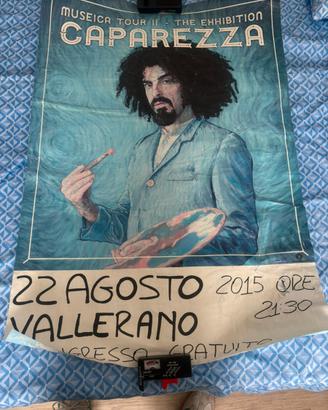 MUSEICA TOUR II - THE EXHIBITION
CAPAREZZA
22 AGOSTO 2015 ORE
21:30
VALLERANO
INGRESSO GRATUITO